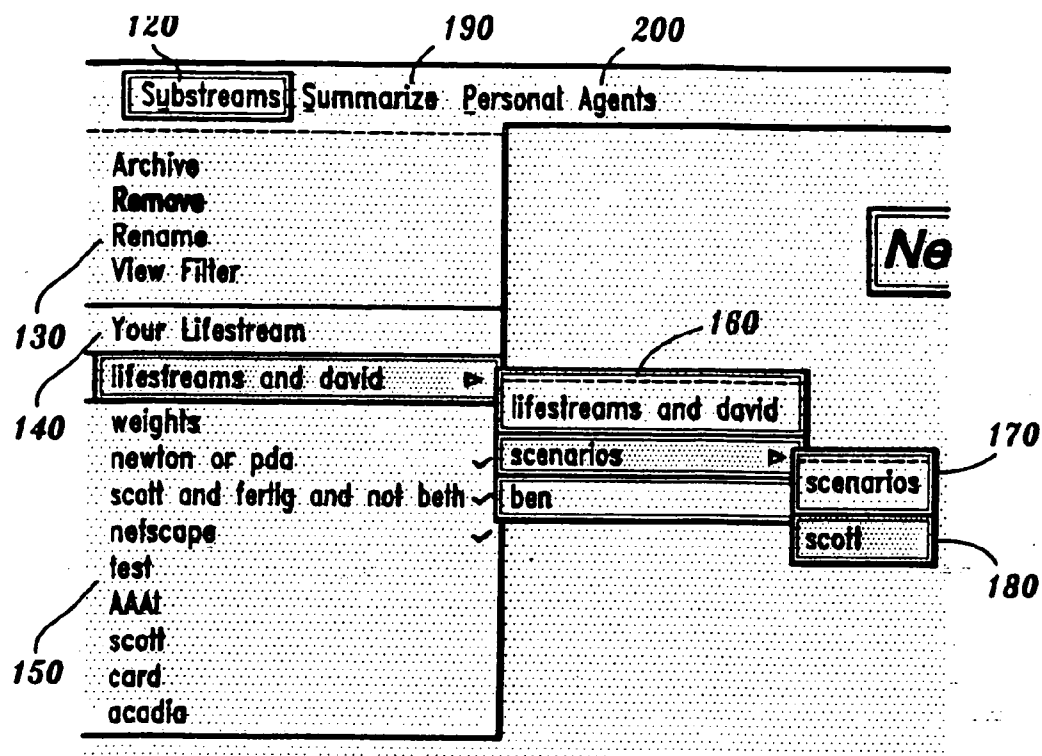 120 190 200
Substreams Summarize Personal Agents
Archive
Remove
Rename
View Filter
Ne
130
Your Lifestream
160
lifestreams and david
lifestreams and david
140
weights
170
newton or pda
scenarios
scenarios
scott and fertig and not beth
ben
netscape
scott
180
test
AAAI
scott
150
card
acadia